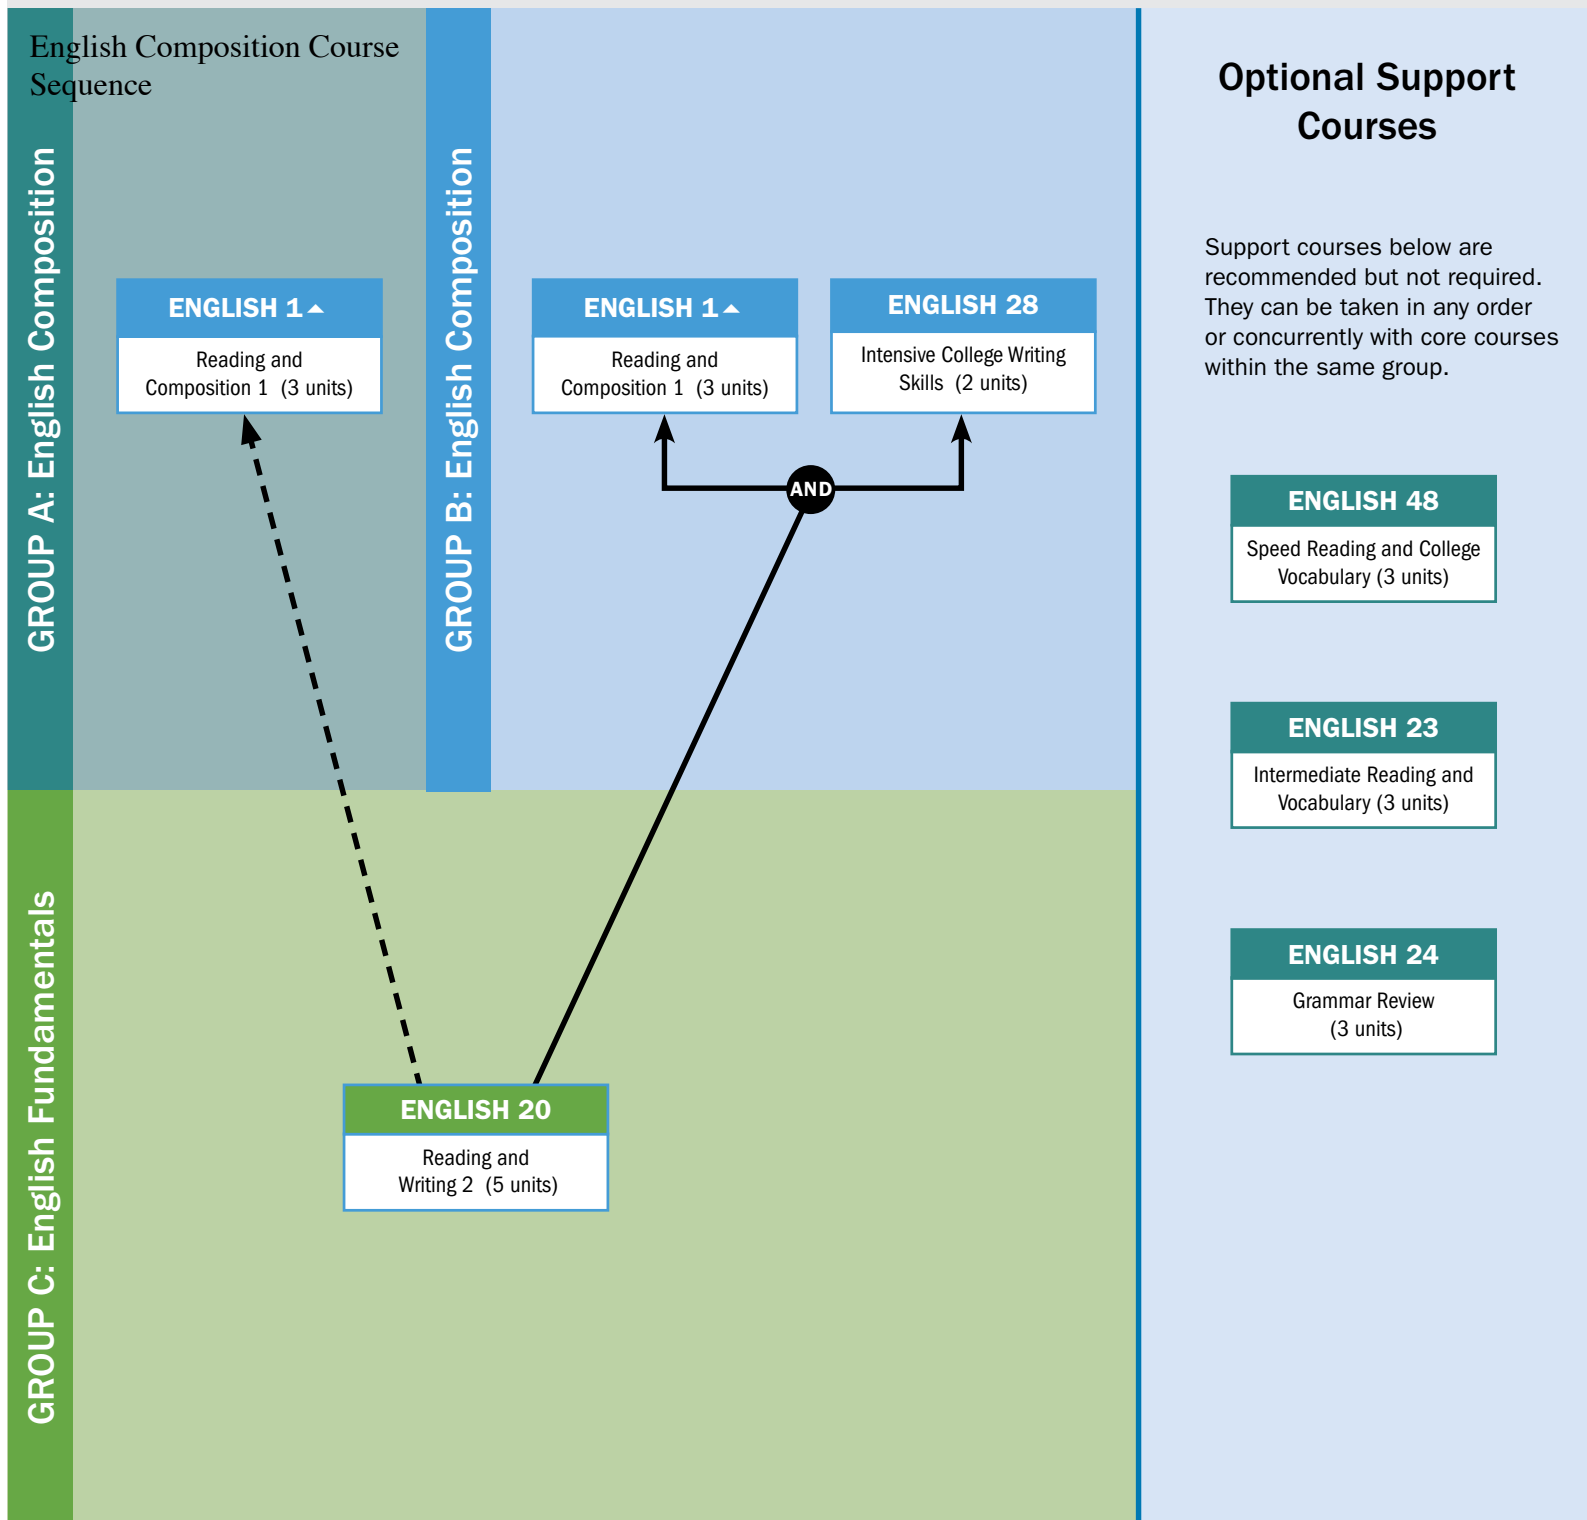 English Composition Course
Sequence
GROUP A: English Composition
ENGLISH 1▲
Reading and
Composition 1 (3 units)
GROUP B: English Composition
ENGLISH 1▲
Reading and
Composition 1 (3 units)
ENGLISH 28
Intensive College Writing
Skills (2 units)
AND
GROUP C: English Fundamentals
ENGLISH 20
Reading and
Writing 2 (5 units)
Optional Support
Courses
Support courses below are
recommended but not required.
They can be taken in any order
or concurrently with core courses
within the same group.
ENGLISH 48
Speed Reading and College
Vocabulary (3 units)
ENGLISH 23
Intermediate Reading and
Vocabulary (3 units)
ENGLISH 24
Grammar Review
(3 units)